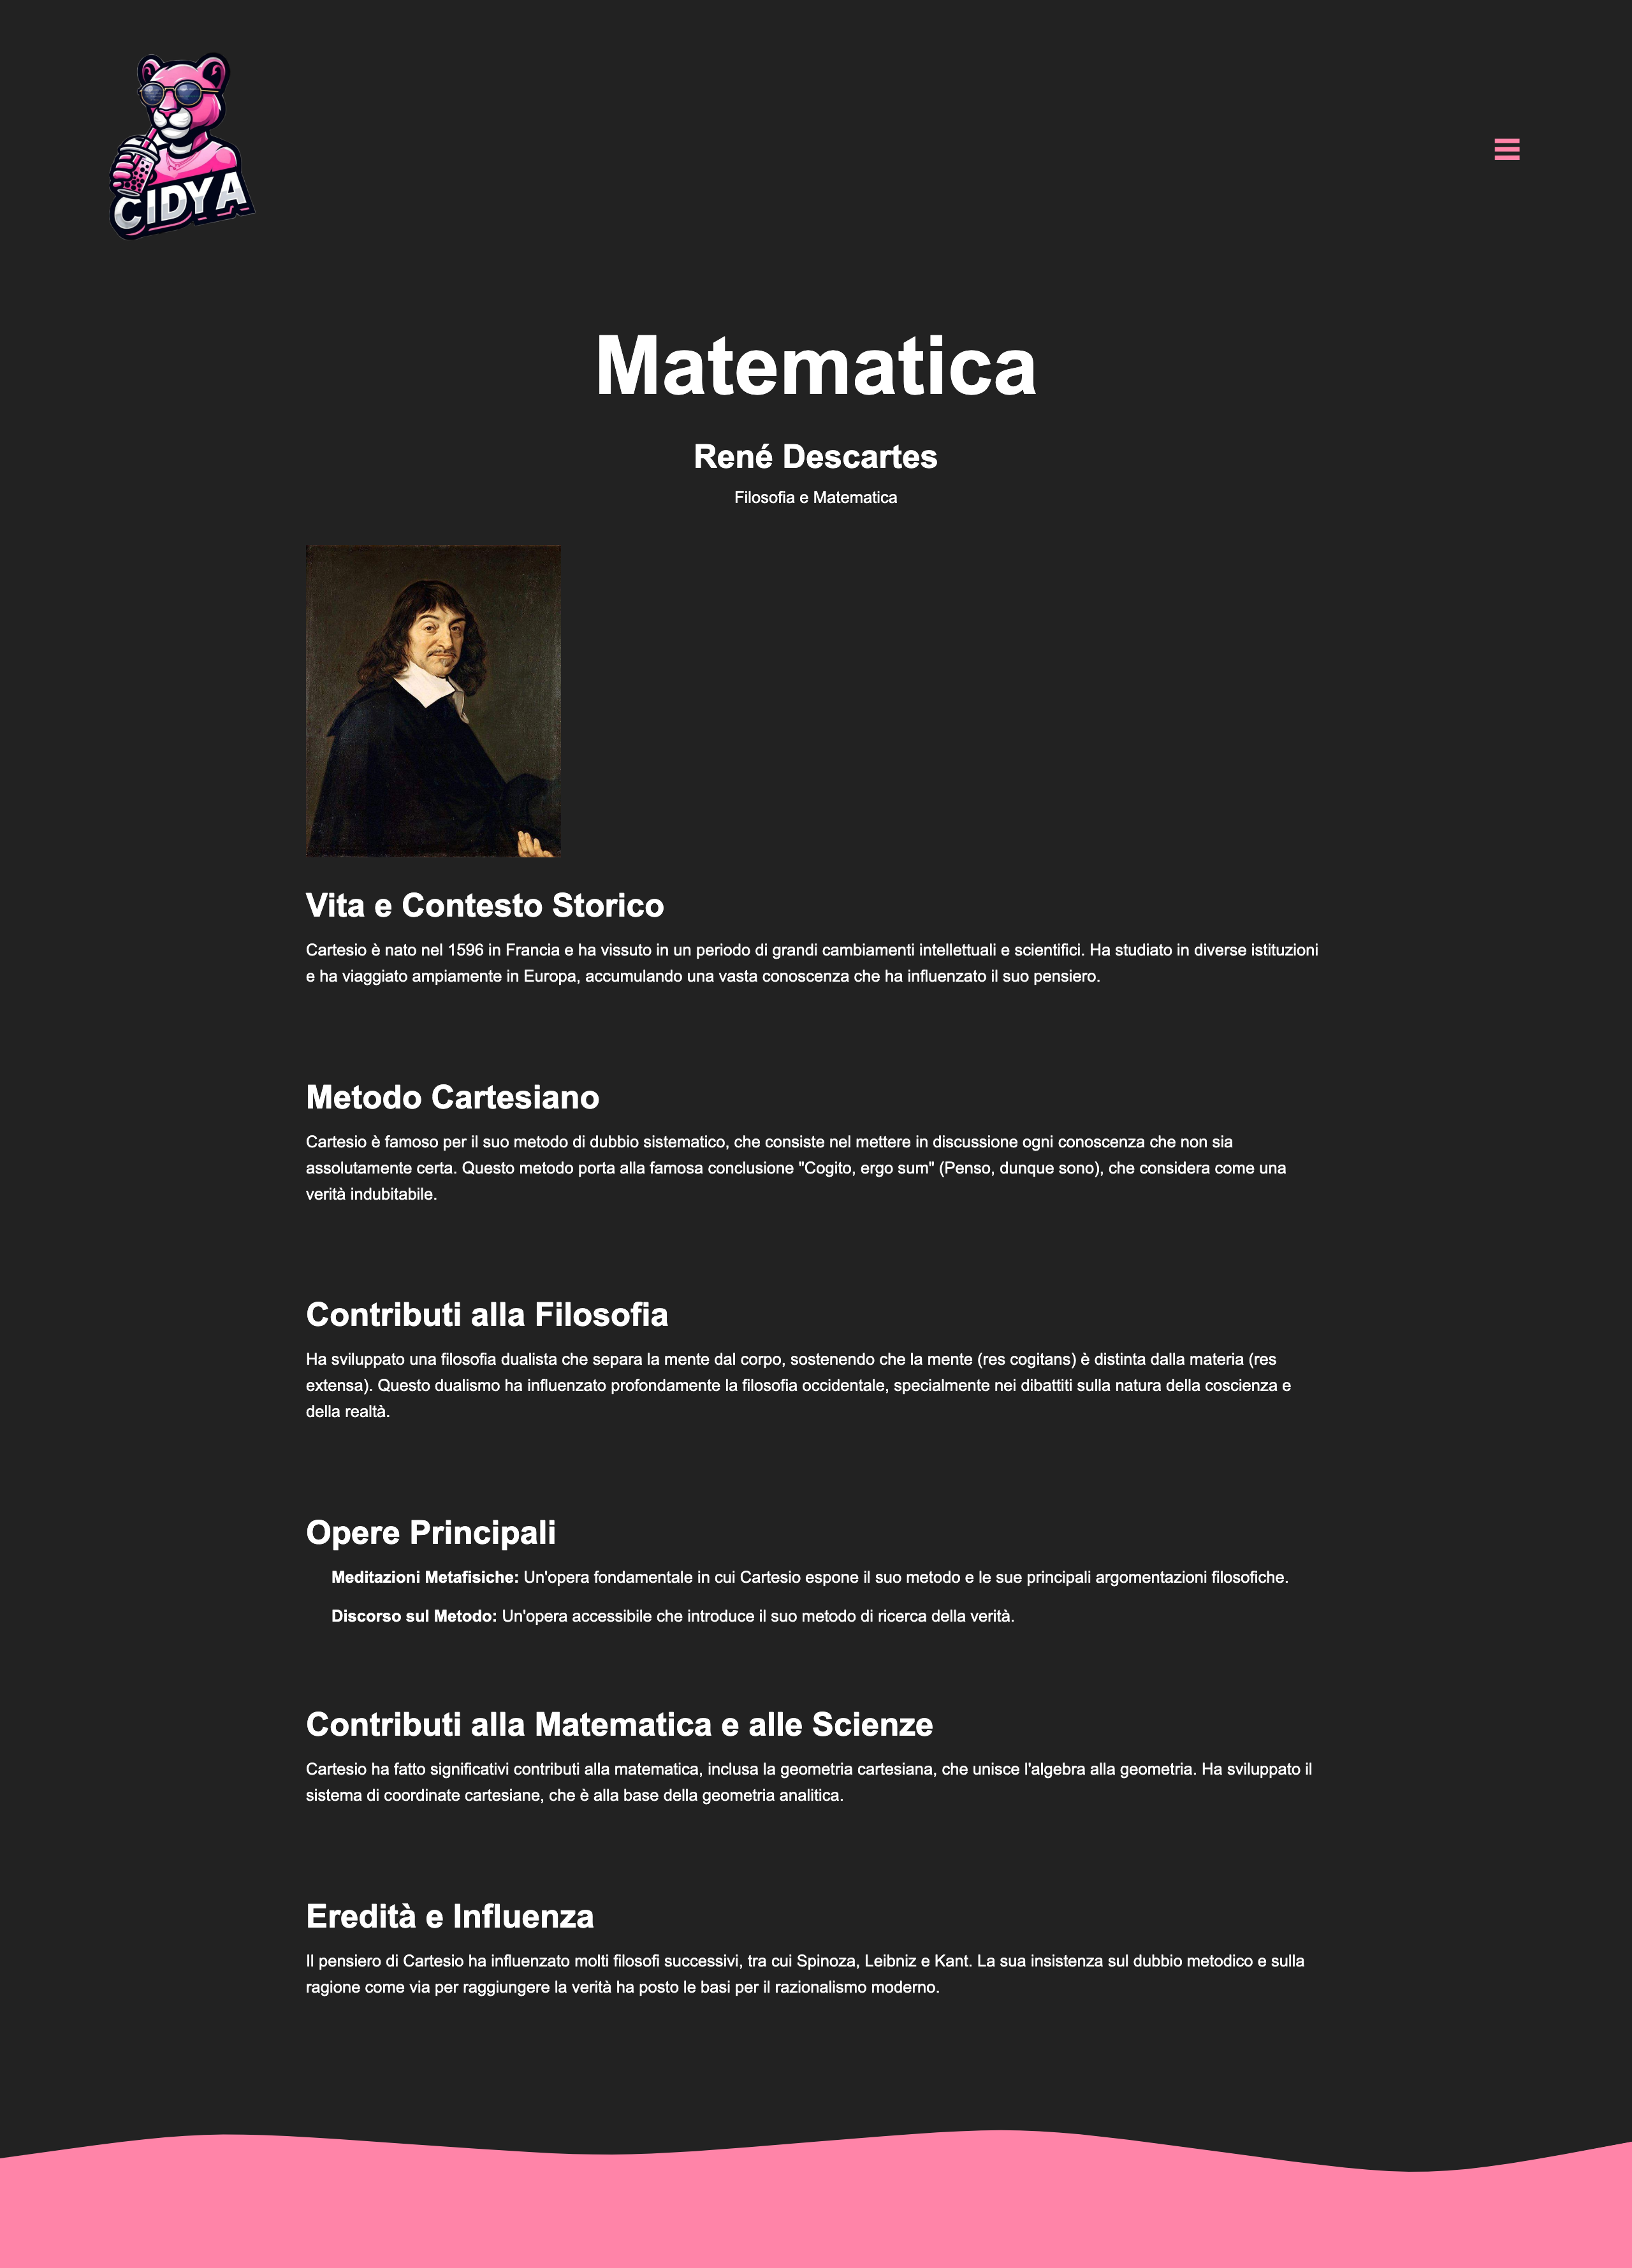 CIDYA
Matematica
René Descartes
Filosofia e Matematica
Vita e Contesto Storico
Cartesio è nato nel 1596 in Francia e ha vissuto in un periodo di grandi cambiamenti intellettuali e scientifici. Ha studiato in diverse istituzioni
e ha viaggiato ampiamente in Europa, accumulando una vasta conoscenza che ha influenzato il suo pensiero.
Metodo Cartesiano
Cartesio è famoso per il suo metodo di dubbio sistematico, che consiste nel mettere in discussione ogni conoscenza che non sia
assolutamente certa. Questo metodo porta alla famosa conclusione "Cogito, ergo sum" (Penso, dunque sono), che considera come una
verità indubitabile.
Contributi alla Filosofia
Ha sviluppato una filosofia dualista che separa la mente dal corpo, sostenendo che la mente (res cogitans) è distinta dalla materia (res
extensa). Questo dualismo ha influenzato profondamente la filosofia occidentale, specialmente nei dibattiti sulla natura della coscienza e
della realtà.
Opere Principali
Meditazioni Metafisiche: Un'opera fondamentale in cui Cartesio espone il suo metodo e le sue principali argomentazioni filosofiche.
Discorso sul Metodo: Un'opera accessibile che introduce il suo metodo di ricerca della verità.
Contributi alla Matematica e alle Scienze
Cartesio ha fatto significativi contributi alla matematica, inclusa la geometria cartesiana, che unisce l'algebra alla geometria. Ha sviluppato il
sistema di coordinate cartesiane, che è alla base della geometria analitica.
Eredità e Influenza
Il pensiero di Cartesio ha influenzato molti filosofi successivi, tra cui Spinoza, Leibniz e Kant. La sua insistenza sul dubbio metodico e sulla
ragione come via per raggiungere la verità ha posto le basi per il razionalismo moderno.